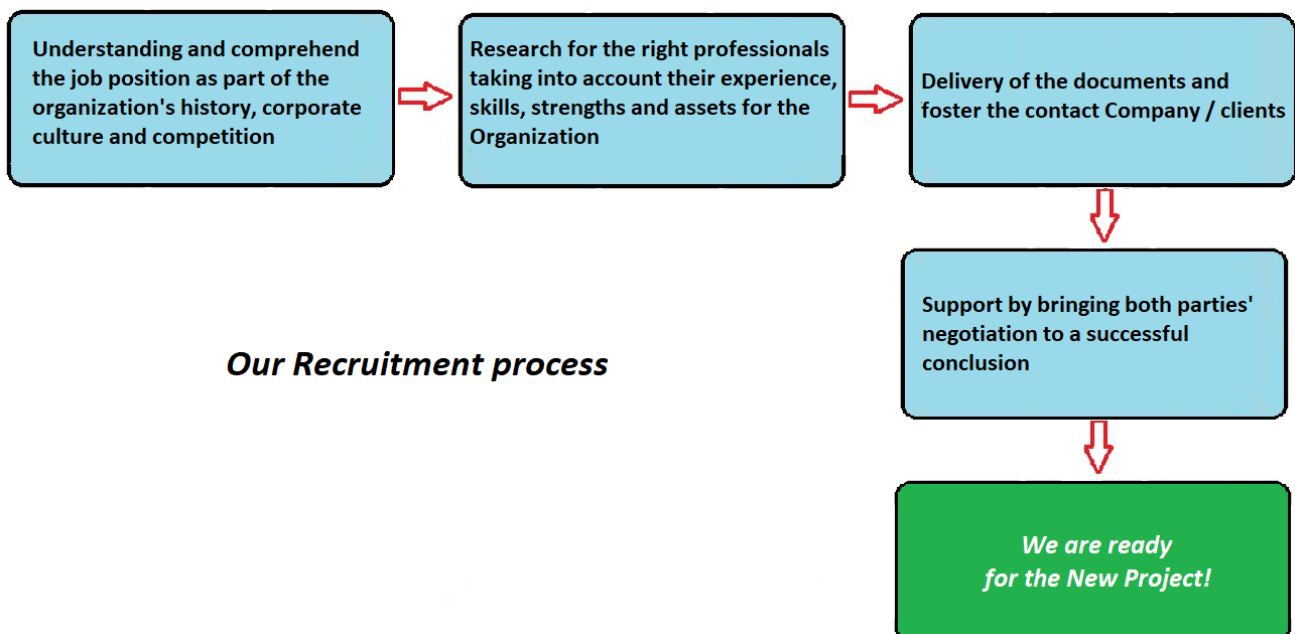 Understanding and comprehend
the job position as part of the
organization's history, corporate
culture and competition
Research for the right professionals
taking into account their experience,
skills, strengths and assets for the
Organization
Delivery of the documents and
foster the contact Company / clients
Support by bringing both parties'
negotiation to a successful
conclusion
Our Recruitment process
We are ready
for the New Project!